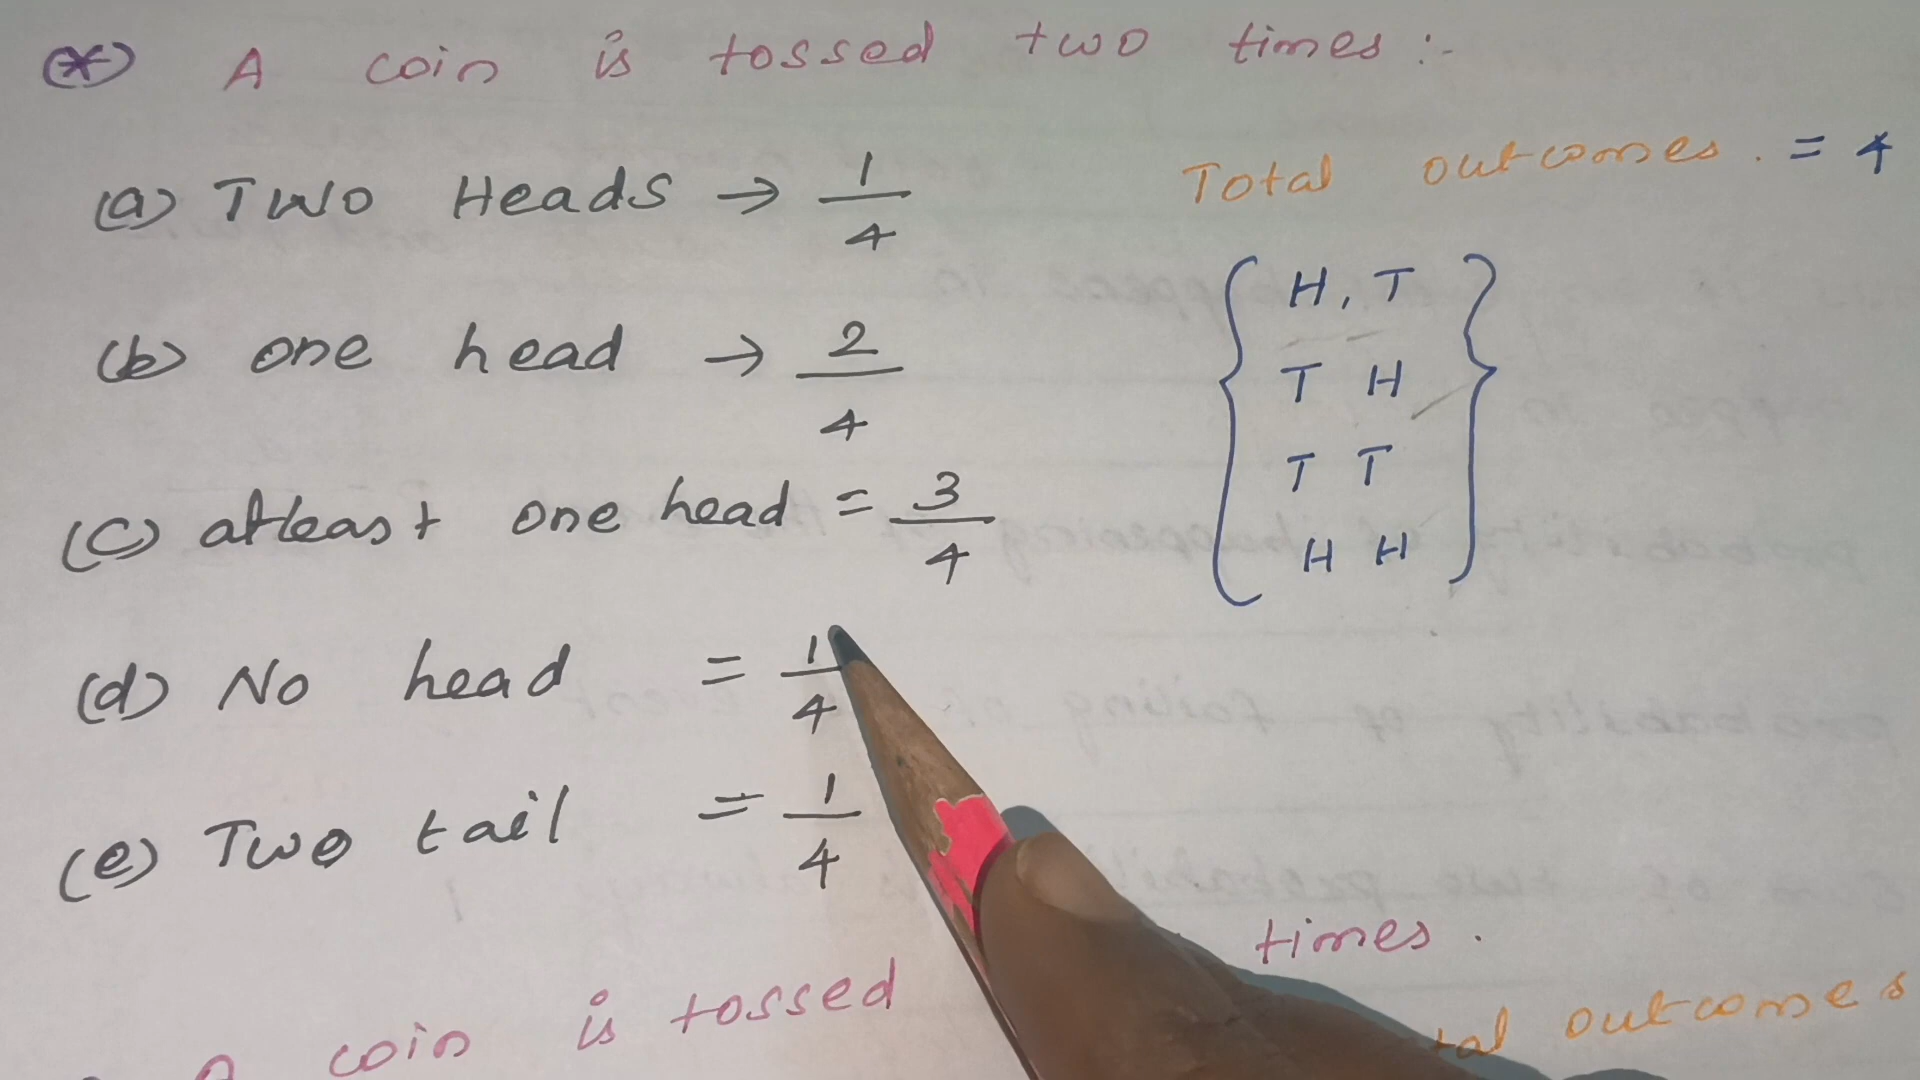 (*) A coin is tossed two times :-
Total outcomes. = 4
(a) Two Heads → 1/4
(b) one head → 2/4
(c) atleast one head = 3/4
(d) No head = 1/4
(e) Two tail = 1/4
H, T
T H
T T
H H
A coin is tossed times.
outcomes